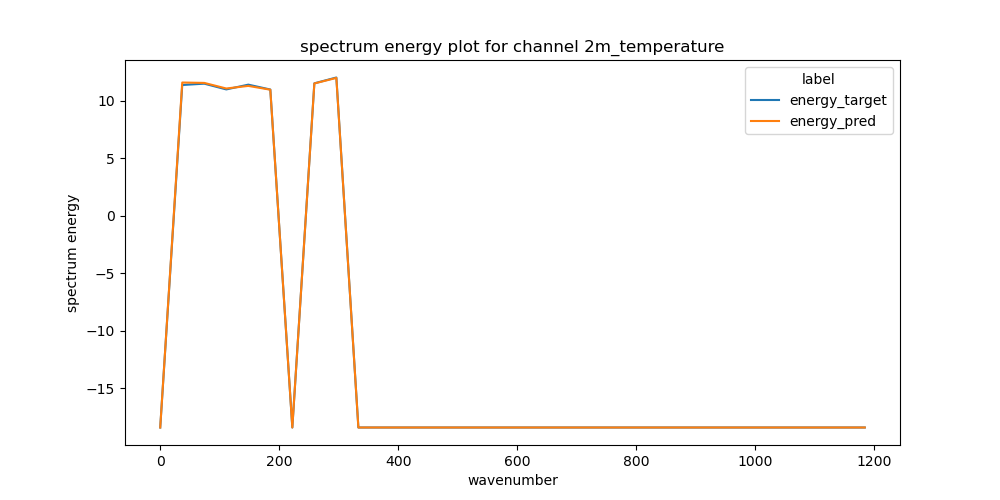 spectrum energy plot for channel 2m_temperature
label
energy_target
energy_pred
spectrum energy
10
5
0
−5
−10
−15
0 200 400 600 800 1000 1200
wavenumber